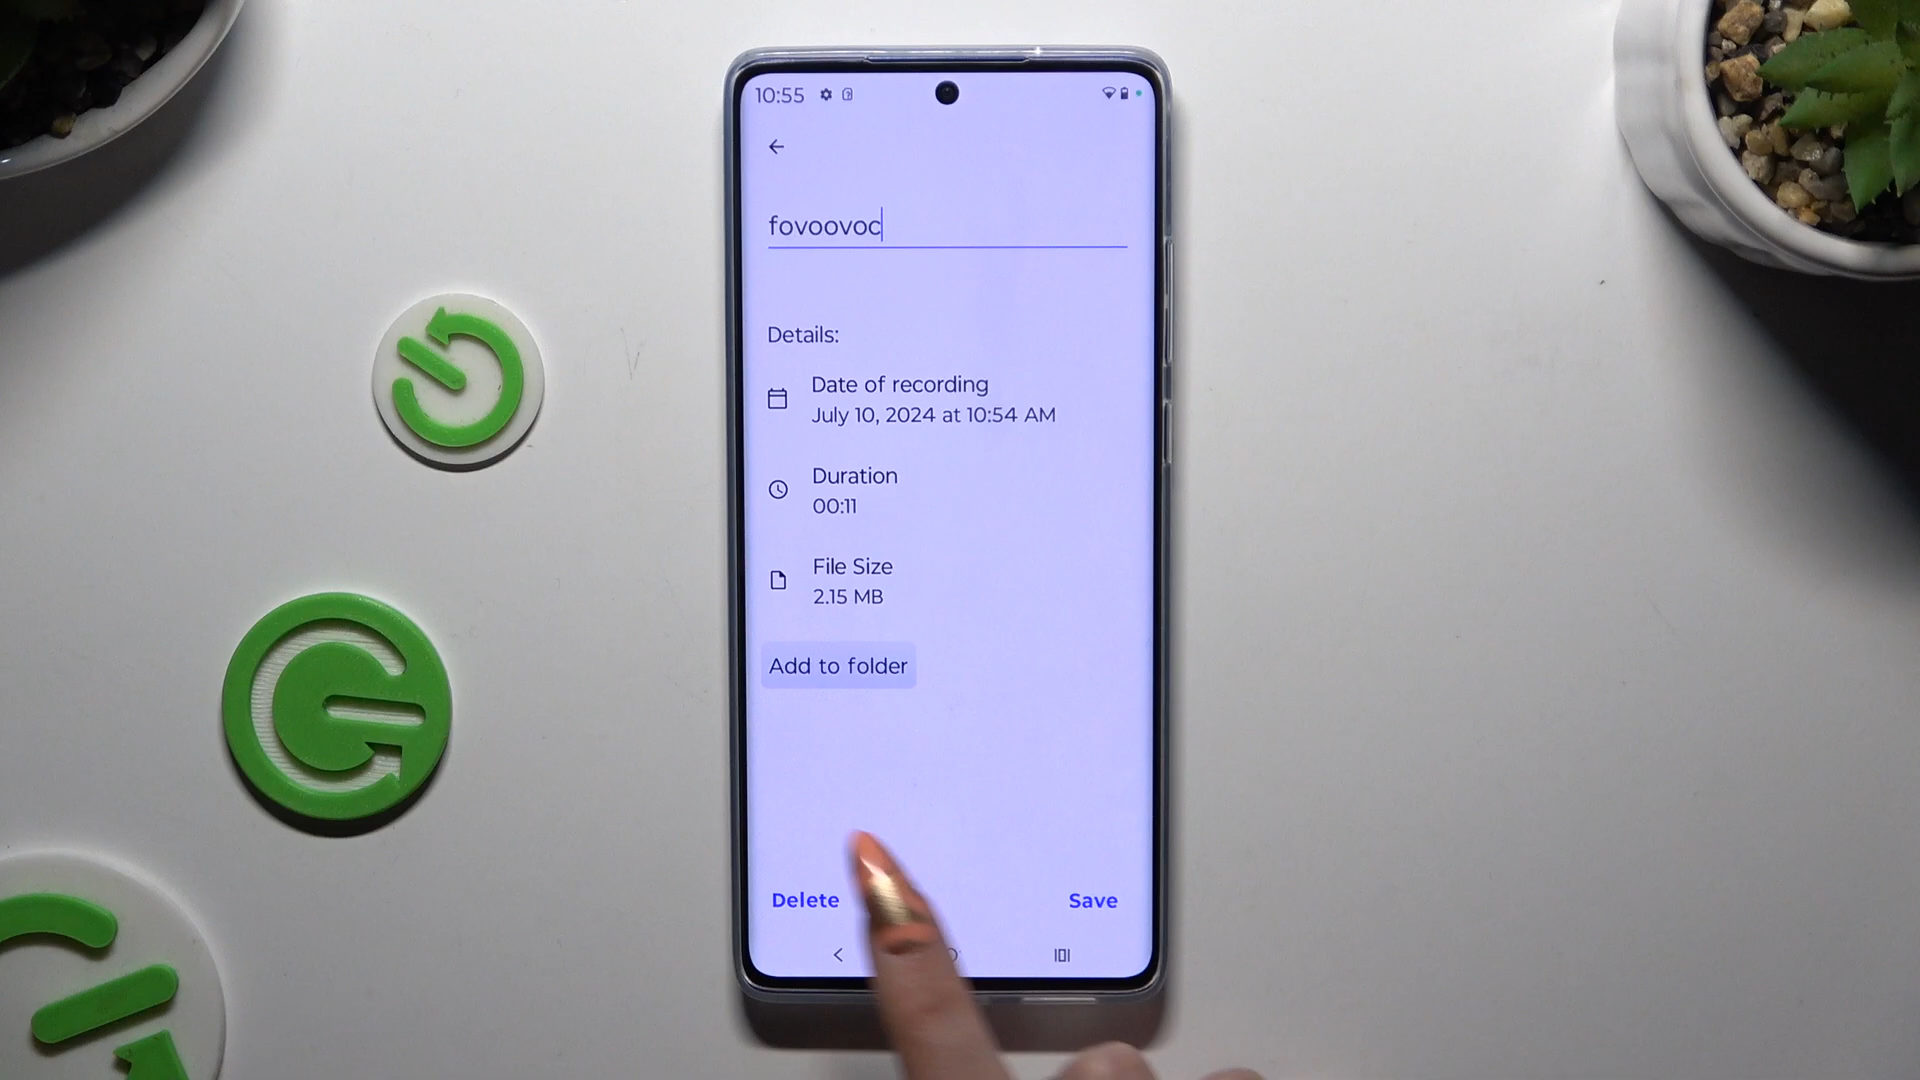 10:55
fovoovoc
Details:
Date of recording
July 10, 2024 at 10:54 AM
Duration
00:11
File Size
2.15 MB
Add to folder
Delete
Save